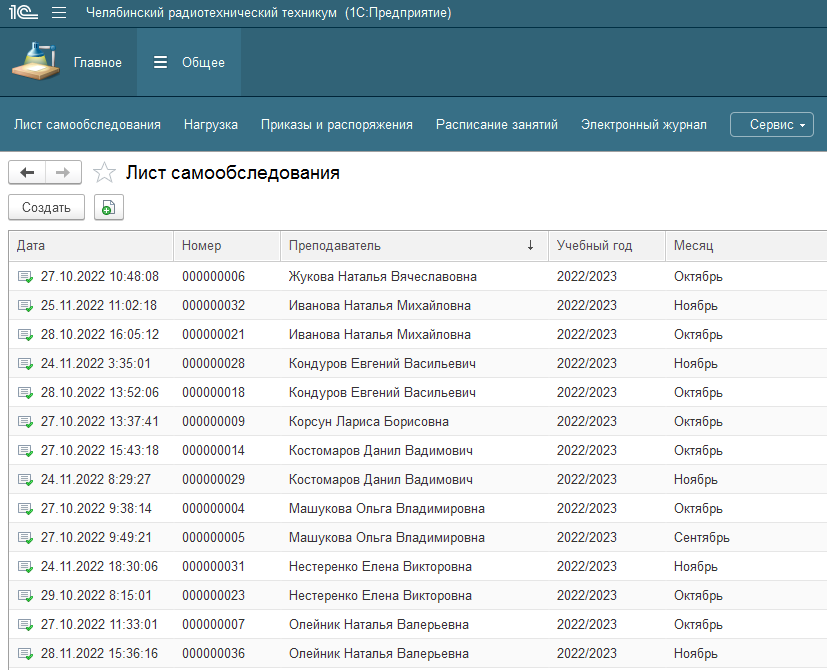 1С Челябинский радиотехнический техникум (1С:Предприятие)
Главное Общее
Лист самообследования Нагрузка Приказы и распоряжения Расписание занятий Электронный журнал Сервис
Лист самообследования
Создать
Дата Номер Преподаватель ↓ Учебный год Месяц
27.10.2022 10:48:08 000000006 Жукова Наталья Вячеславовна 2022/2023 Октябрь
25.11.2022 11:02:18 000000032 Иванова Наталья Михайловна 2022/2023 Ноябрь
28.10.2022 16:05:12 000000021 Иванова Наталья Михайловна 2022/2023 Октябрь
24.11.2022 3:35:01 000000028 Кондуров Евгений Васильевич 2022/2023 Ноябрь
28.10.2022 13:52:06 000000018 Кондуров Евгений Васильевич 2022/2023 Октябрь
27.10.2022 13:37:41 000000009 Корсун Лариса Борисовна 2022/2023 Октябрь
27.10.2022 15:43:18 000000014 Костомаров Данил Вадимович 2022/2023 Октябрь
24.11.2022 8:29:27 000000029 Костомаров Данил Вадимович 2022/2023 Ноябрь
27.10.2022 9:38:14 000000004 Машукова Ольга Владимировна 2022/2023 Октябрь
27.10.2022 9:49:21 000000005 Машукова Ольга Владимировна 2022/2023 Сентябрь
24.11.2022 18:30:06 000000031 Нестеренко Елена Викторовна 2022/2023 Ноябрь
29.10.2022 8:15:01 000000023 Нестеренко Елена Викторовна 2022/2023 Октябрь
27.10.2022 11:33:01 000000007 Олейник Наталья Валерьевна 2022/2023 Октябрь
28.11.2022 15:36:16 000000036 Олейник Наталья Валерьевна 2022/2023 Ноябрь